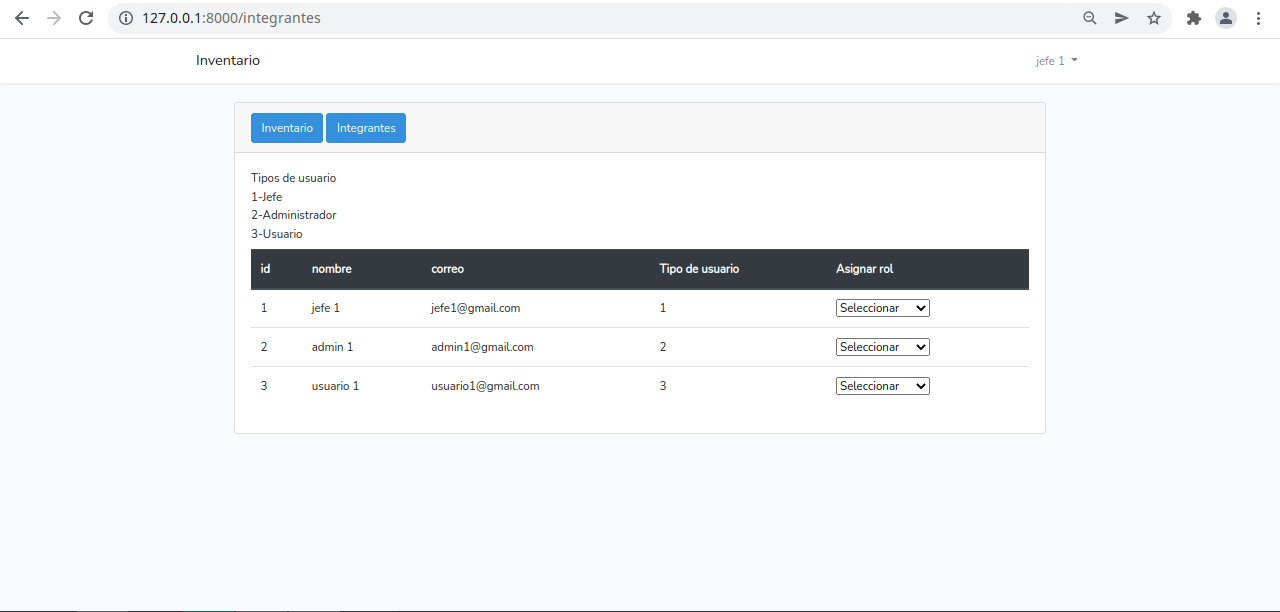 127.0.0.1:8000/integrantes
Inventario
jefe 1
Inventario Integrantes
Tipos de usuario
1-Jefe
2-Administrador
3-Usuario
id nombre correo Tipo de usuario Asignar rol
1 jefe 1 jefe1@gmail.com 1 Seleccionar
2 admin 1 admin1@gmail.com 2 Seleccionar
3 usuario 1 usuario1@gmail.com 3 Seleccionar